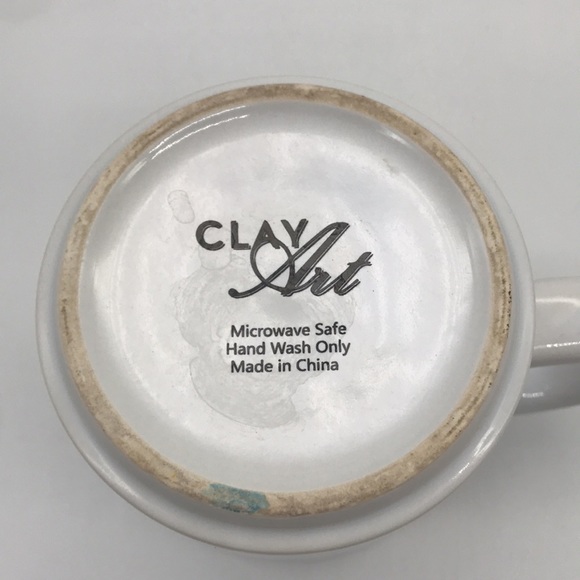 CLAY
Art
Microwave Safe
Hand Wash Only
Made in China